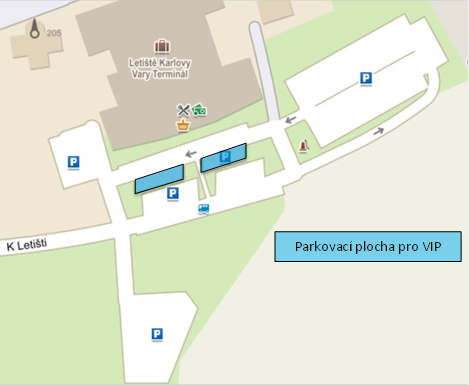 205
Letiště Karlovy
Vary Terminál
P
P
P
P
K Letišti
Parkovací plocha pro VIP
P